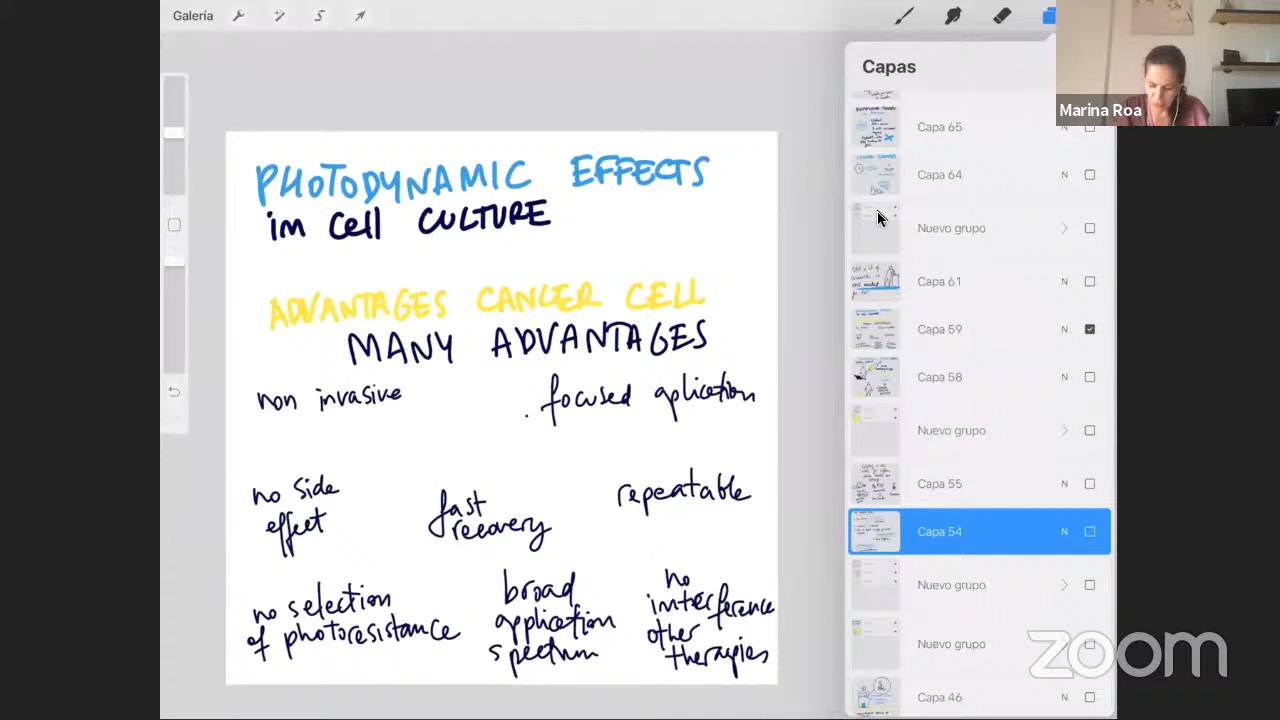 Galería
Capas
Marina Roa
Capa 65 N
Capa 64 N
Nuevo grupo
Capa 61 N
Capa 59 N
Capa 58 N
Nuevo grupo
Capa 55 N
Capa 54 N
Nuevo grupo
Nuevo grupo
Capa 46 N
PHOTODYNAMIC EFFECTS
in Cell CULTURE
ADVANTAGES CANCER CELL
MANY ADVANTAGES
non invasive
focused aplication
no side
effect
fast
recovery
repeatable
no selection
of photoresistance
broad
application
spectrum
no
interference
other
therapies
zoom